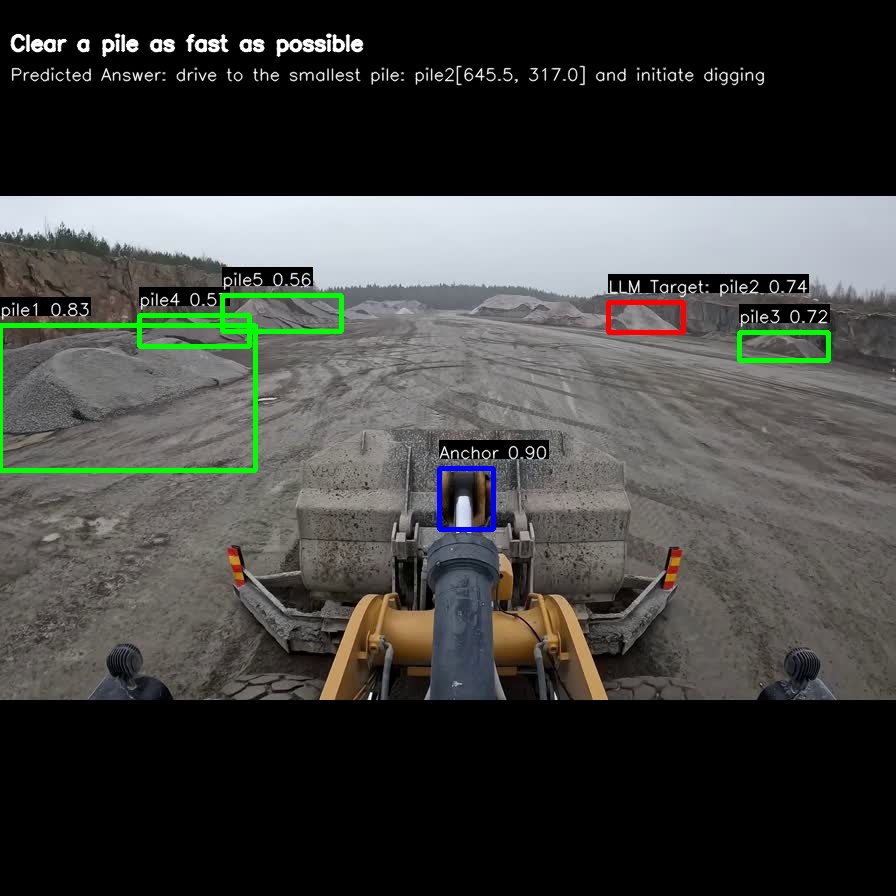 Clear a pile as fast as possible
Predicted Answer: drive to the smallest pile: pile2[645.5, 317.0] and initiate digging
pile5 0.56
LLM Target: pile2 0.74
pile4 0.5
pile1 0.83
pile3 0.72
Anchor 0.90